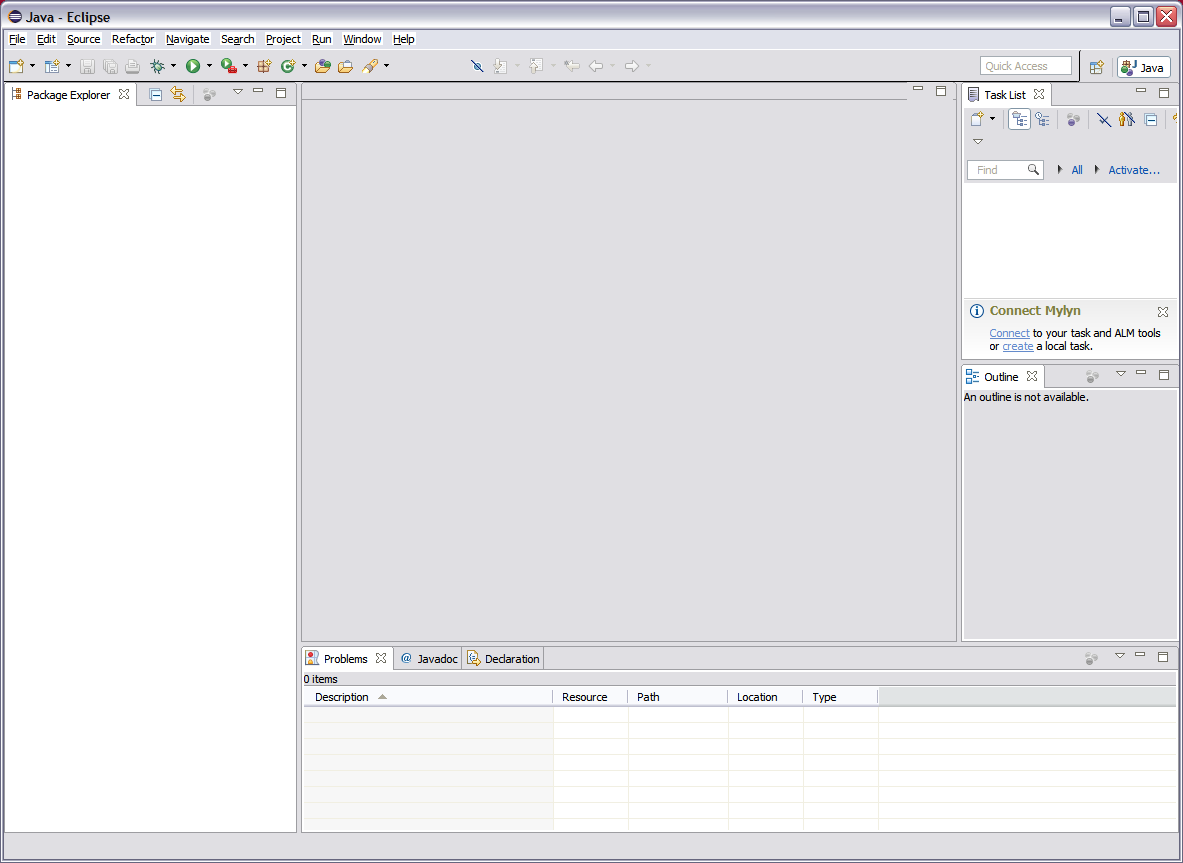 Java - Eclipse
File Edit Source Refactor Navigate Search Project Run Window Help
Quick Access Java
Package Explorer
Task List
Find All Activate...
Connect Mylyn
Connect to your task and ALM tools
or create a local task.
Outline
An outline is not available.
Problems @ Javadoc Declaration
0 items
Description Resource Path Location Type